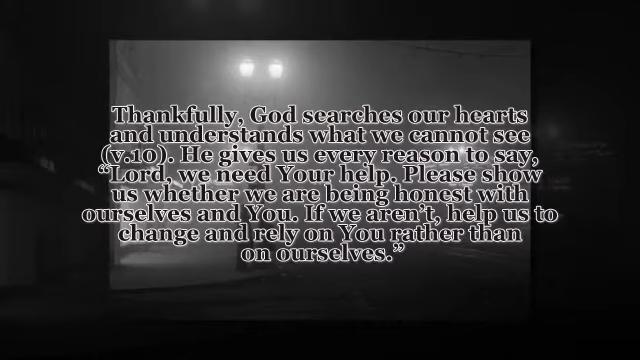 Thankfully, God searches our hearts
and understands what we cannot see
(v.10). He gives us every reason to say,
“Lord, we need Your help. Please show
us whether we are being honest with
ourselves and You. If we aren’t, help us to
change and rely on You rather than
on ourselves.”